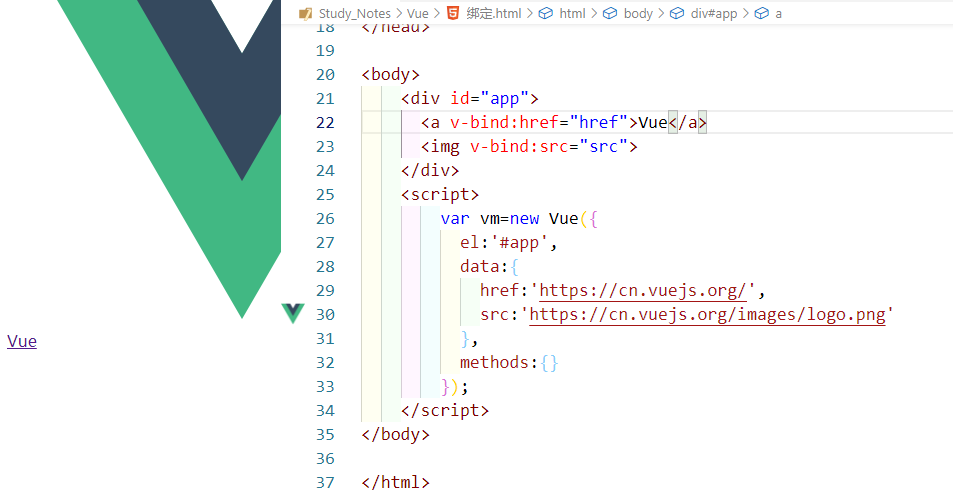 Study_Notes > Vue > 绑定.html > html > body > div#app > a
18 </head>
19
20 <body>
21 <div id="app">
22 <a v-bind:href="href">Vue</a>
23 <img v-bind:src="src">
24 </div>
25 <script>
26 var vm=new Vue({
27 el:'#app',
28 data:{
29 href:'https://cn.vuejs.org/',
30 src:'https://cn.vuejs.org/images/logo.png'
31 },
32 methods:{}
33 });
34 </script>
35 </body>
36
37 </html>
Vue